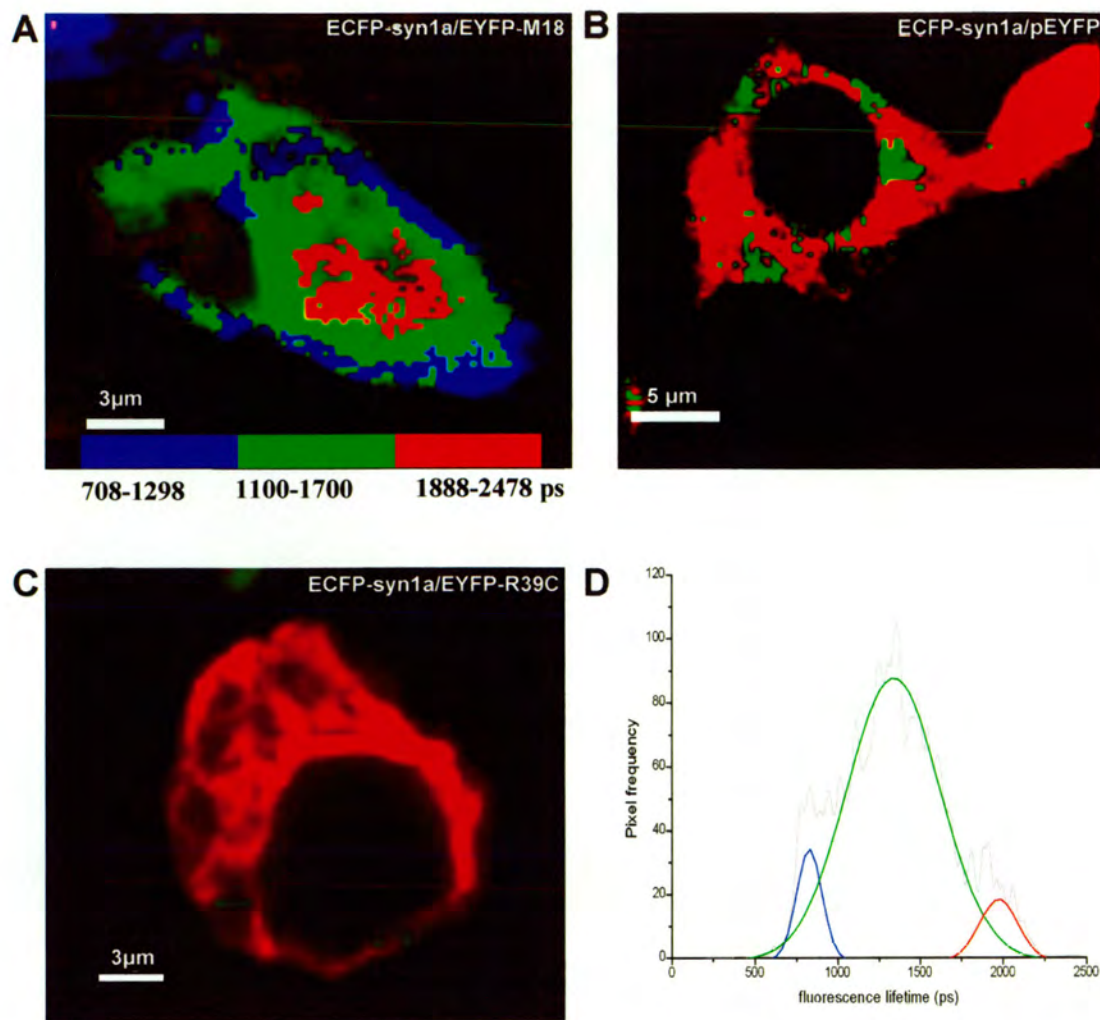 A
ECFP-syn1a/EYFP-M18
3µm
708-1298 1100-1700 1888-2478 ps
B
ECFP-syn1a/pEYFP
5 µm
C
ECFP-syn1a/EYFP-R39C
3µm
D
120
100
80
60
40
20
0
Pixel frequency
0 500 1000 1500 2000 2500
fluorescence lifetime (ps)